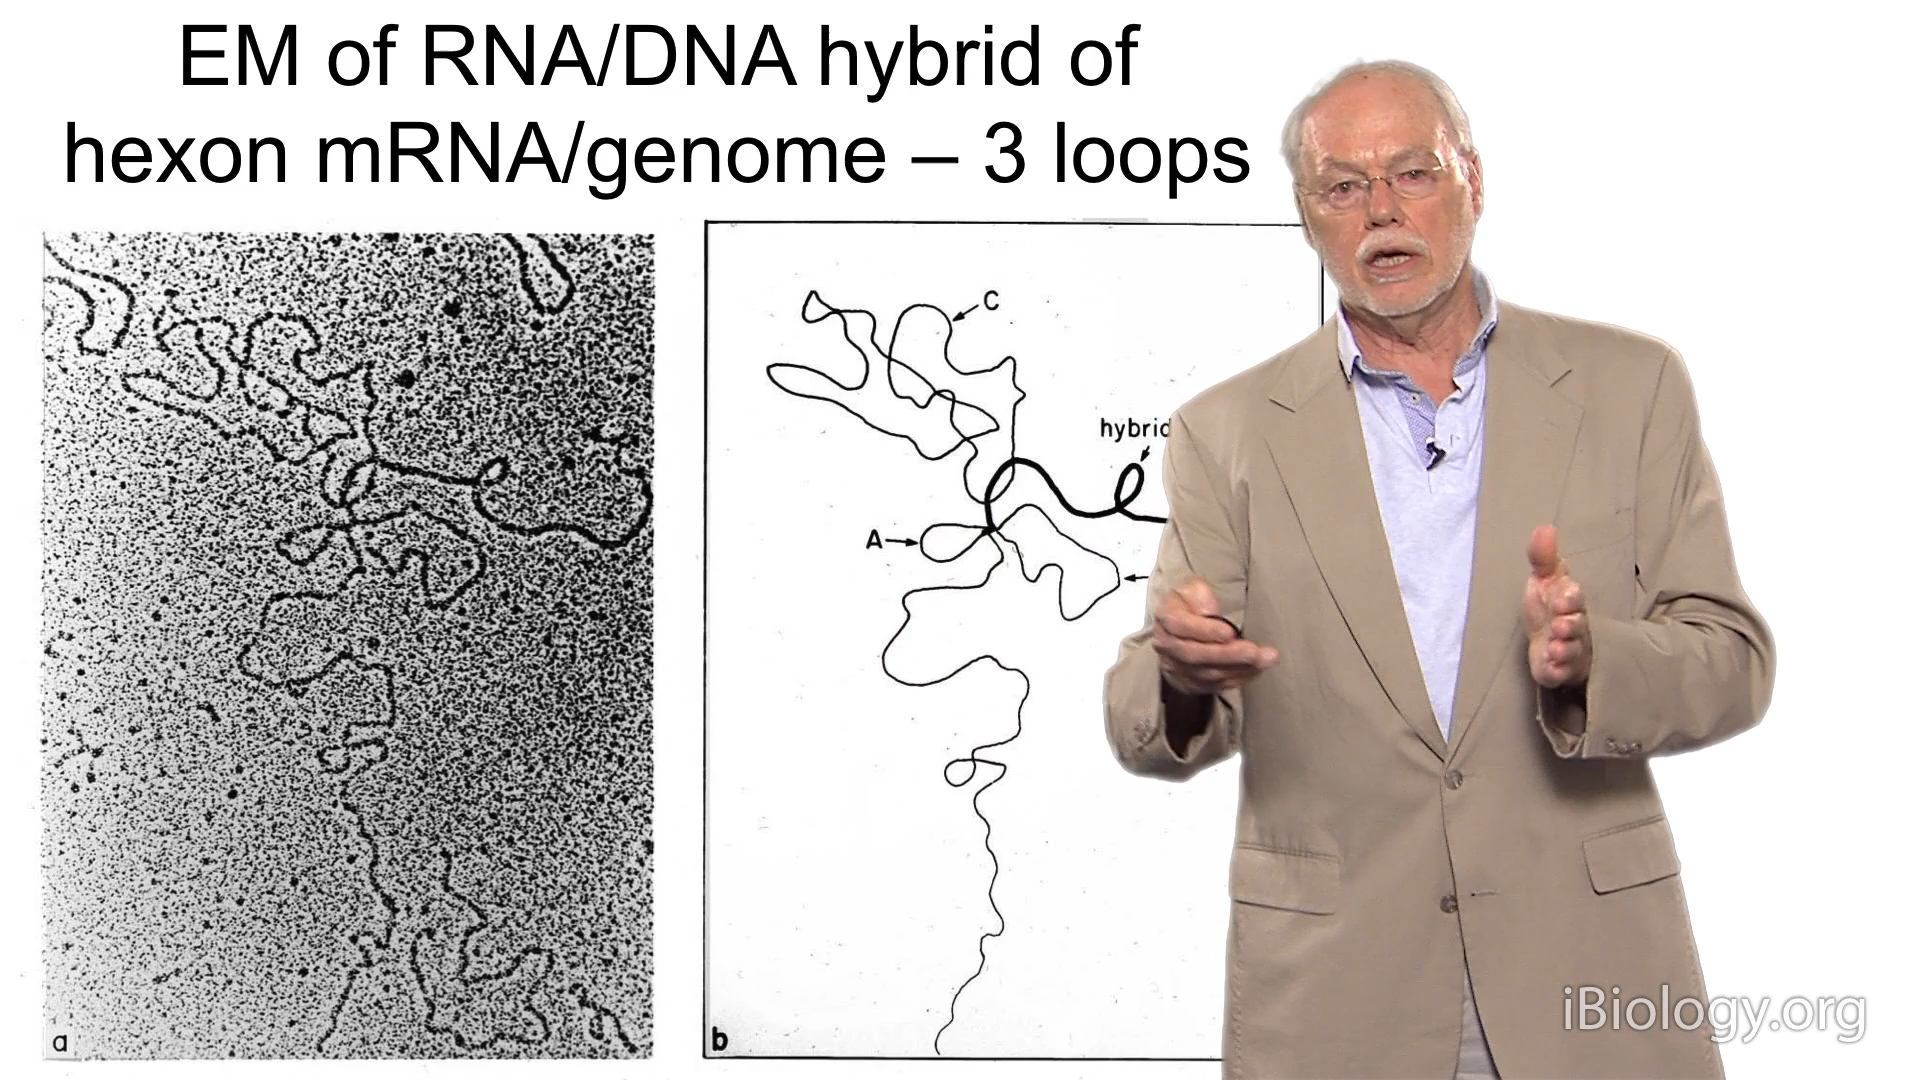 EM of RNA/DNA hybrid of
hexon mRNA/genome – 3 loops
C
hybrid
A
a
b
iBiology.org